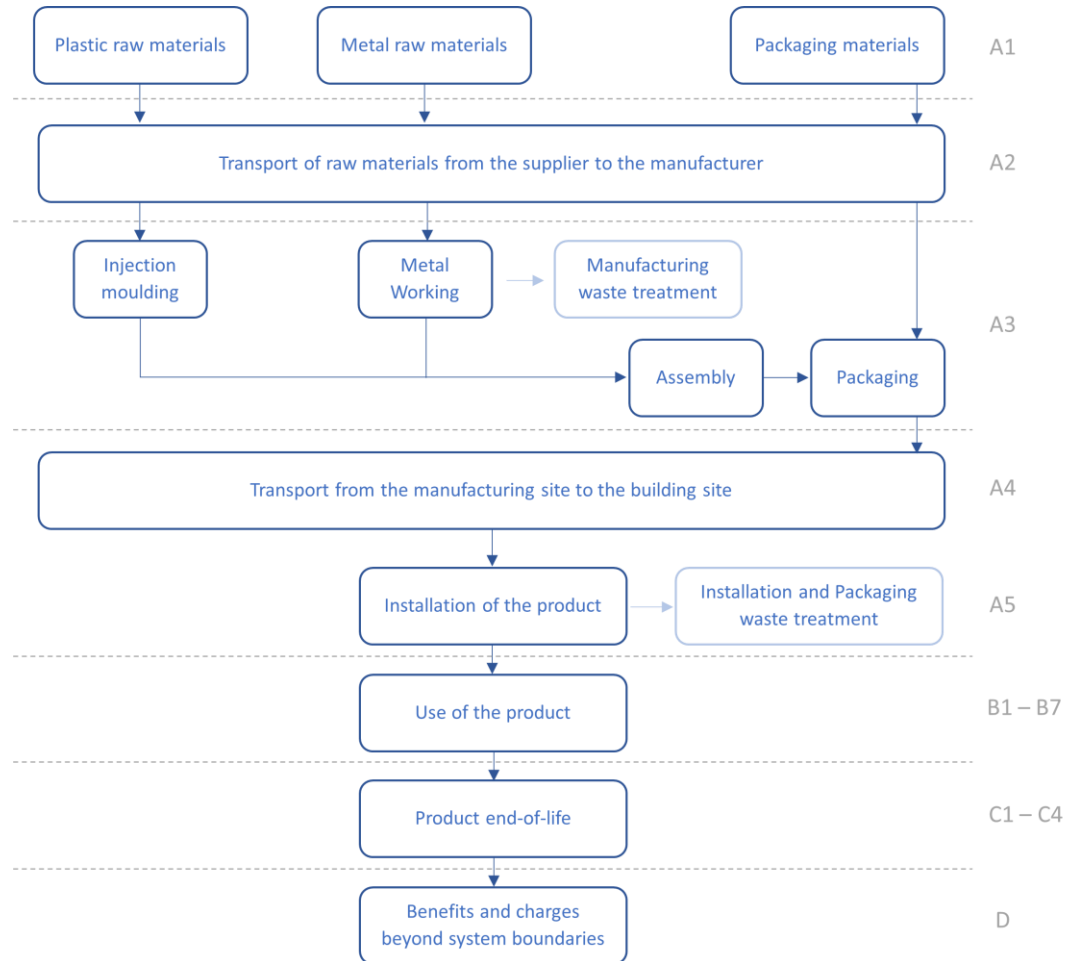 Plastic raw materials
Metal raw materials
Packaging materials
A1
Transport of raw materials from the supplier to the manufacturer
A2
Injection
moulding
Metal
Working
Manufacturing
waste treatment
A3
Assembly
Packaging
Transport from the manufacturing site to the building site
A4
Installation of the product
Installation and Packaging
waste treatment
A5
Use of the product
B1 – B7
Product end-of-life
C1 – C4
Benefits and charges
beyond system boundaries
D